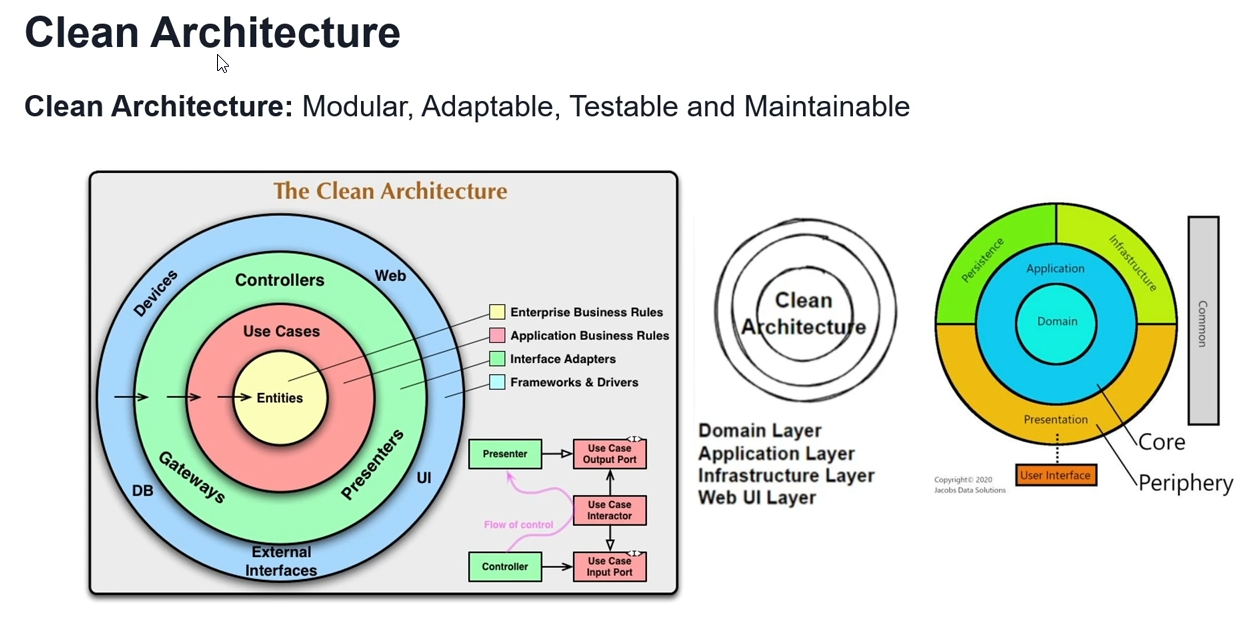 Clean Architecture
Clean Architecture: Modular, Adaptable, Testable and Maintainable
The Clean Architecture
Devices
Controllers
Web
Use Cases
Entities
Gateways
Presenters
DB
UI
External
Interfaces
Enterprise Business Rules
Application Business Rules
Interface Adapters
Frameworks & Drivers
Presenter
Use Case
Output Port
Use Case
Interactor
Flow of control
Controller
Use Case
Input Port
<I>
<I>
Clean
Architecture
Domain Layer
Application Layer
Infrastructure Layer
Web UI Layer
Persistence
Infrastructure
Application
Domain
Presentation
User Interface
Common
Core
Periphery
Copyright© 2020
Jacobs Data Solutions